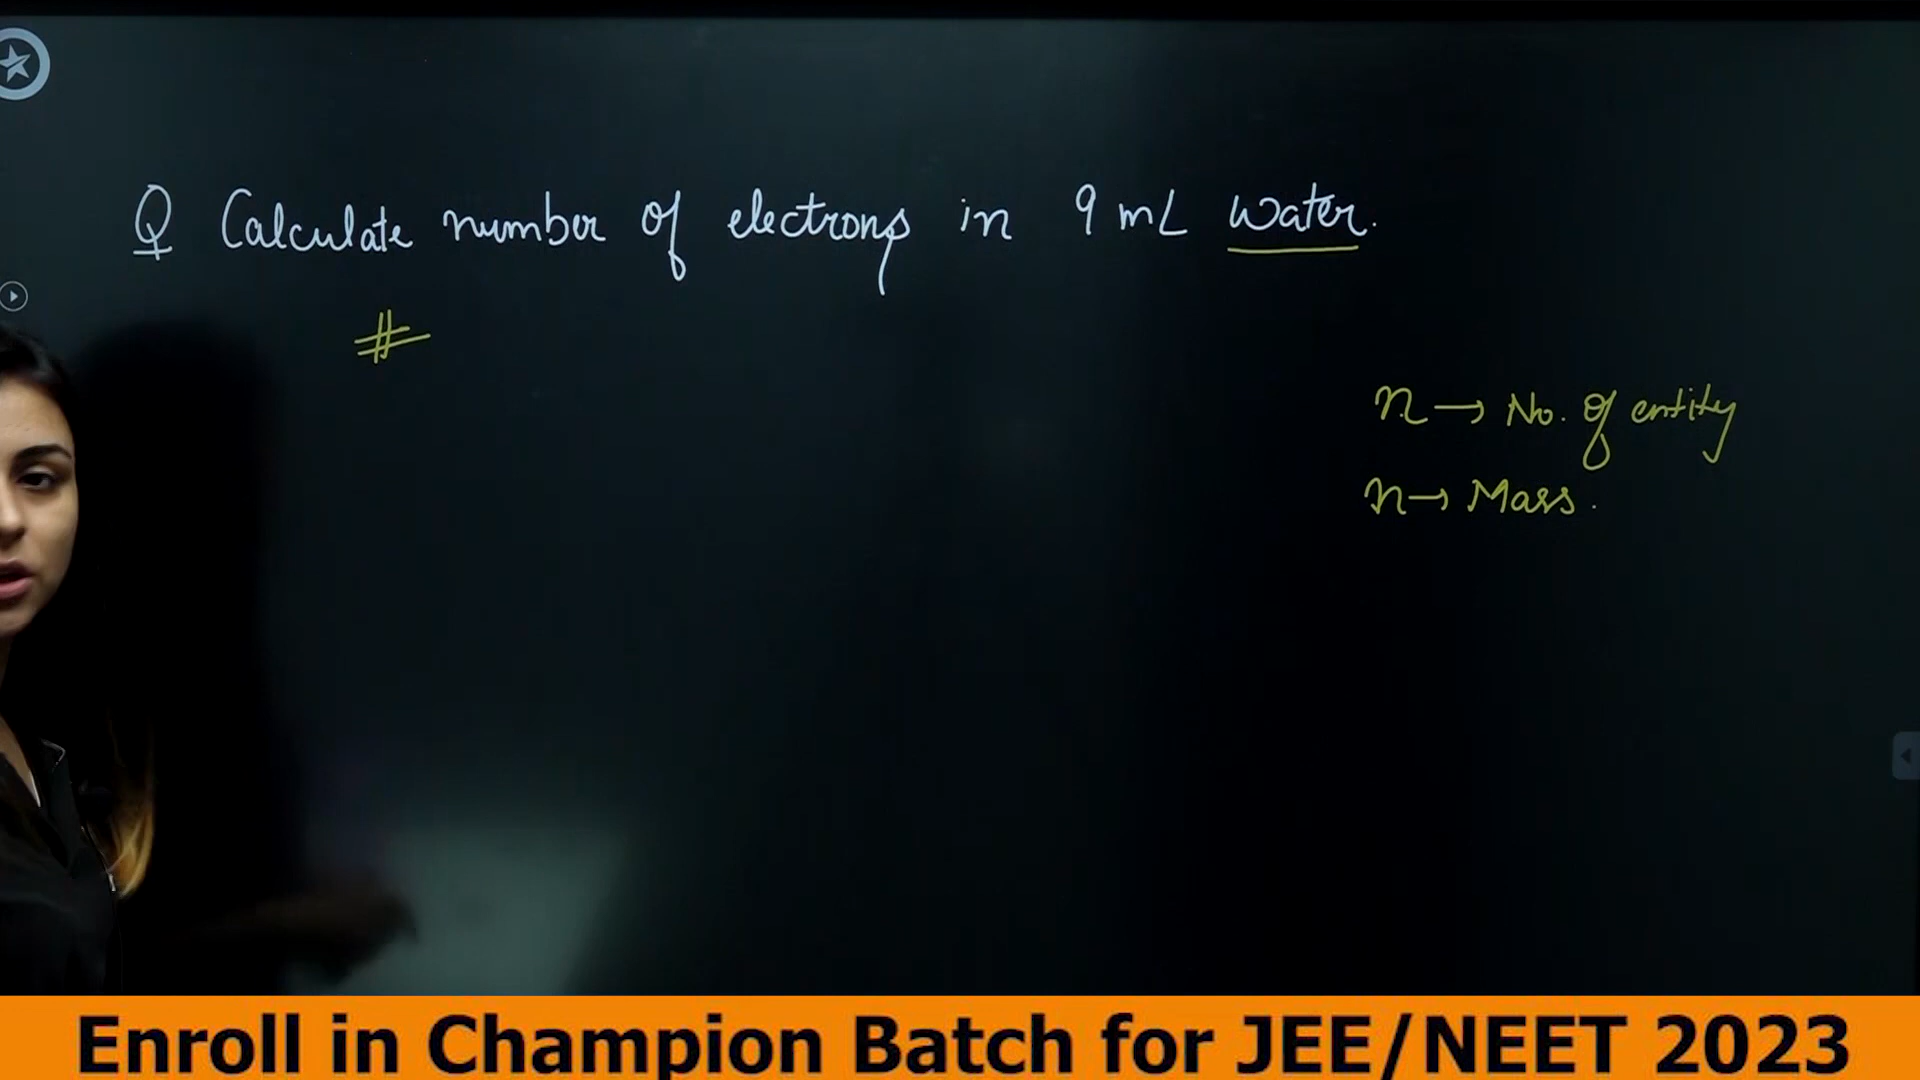 Q Calculate number of electrons in 9 mL water.
#
n → No. of entity
n → Mass.
Enroll in Champion Batch for JEE/NEET 2023